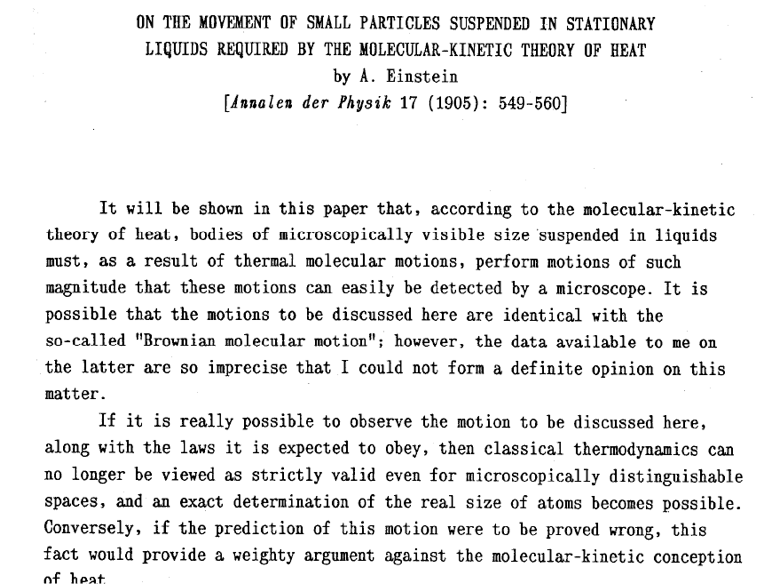 ON THE MOVEMENT OF SMALL PARTICLES SUSPENDED IN STATIONARY
LIQUIDS REQUIRED BY THE MOLECULAR-KINETIC THEORY OF HEAT
by A. Einstein
[Annalen der Physik 17 (1905): 549-560]
It will be shown in this paper that, according to the molecular-kinetic
theory of heat, bodies of microscopically visible size suspended in liquids
must, as a result of thermal molecular motions, perform motions of such
magnitude that these motions can easily be detected by a microscope. It is
possible that the motions to be discussed here are identical with the
so-called "Brownian molecular motion"; however, the data available to me on
the latter are so imprecise that I could not form a definite opinion on this
matter.
If it is really possible to observe the motion to be discussed here,
along with the laws it is expected to obey, then classical thermodynamics can
no longer be viewed as strictly valid even for microscopically distinguishable
spaces, and an exact determination of the real size of atoms becomes possible.
Conversely, if the prediction of this motion were to be proved wrong, this
fact would provide a weighty argument against the molecular-kinetic conception
of heat